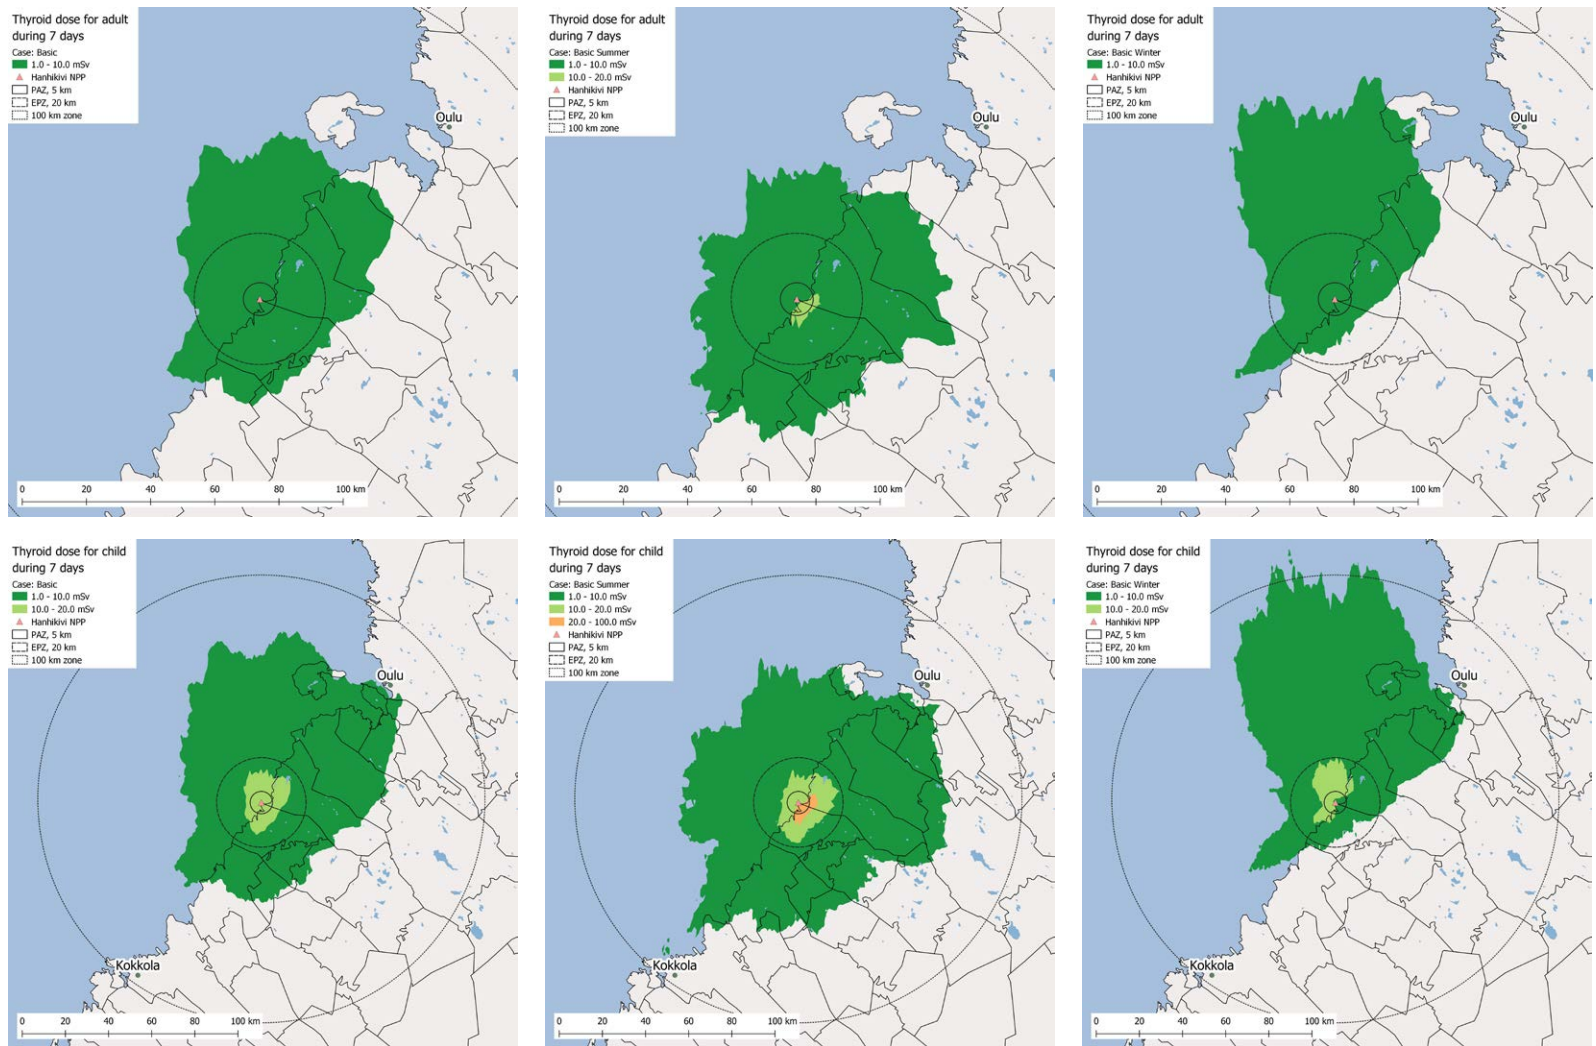 Thyroid dose for adult
during 7 days
Case: Basic
1.0 - 10.0 mSv
Hanhikivi NPP
PAZ, 5 km
EPZ, 20 km
100 km zone
Oulu
0 20 40 60 80 100 km
Thyroid dose for adult
during 7 days
Case: Basic Summer
1.0 - 10.0 mSv
10.0 - 20.0 mSv
Hanhikivi NPP
PAZ, 5 km
EPZ, 20 km
100 km zone
Oulu
0 20 40 60 80 100 km
Thyroid dose for adult
during 7 days
Case: Basic Winter
1.0 - 10.0 mSv
Hanhikivi NPP
PAZ, 5 km
EPZ, 20 km
100 km zone
Oulu
0 20 40 60 80 100 km
Thyroid dose for child
during 7 days
Case: Basic
1.0 - 10.0 mSv
10.0 - 20.0 mSv
Hanhikivi NPP
PAZ, 5 km
EPZ, 20 km
100 km zone
Oulu
Kokkola
0 20 40 60 80 100 km
Thyroid dose for child
during 7 days
Case: Basic Summer
1.0 - 10.0 mSv
10.0 - 20.0 mSv
20.0 - 100.0 mSv
Hanhikivi NPP
PAZ, 5 km
EPZ, 20 km
100 km zone
Oulu
Kokkola
0 20 40 60 80 100 km
Thyroid dose for child
during 7 days
Case: Basic Winter
1.0 - 10.0 mSv
10.0 - 20.0 mSv
Hanhikivi NPP
PAZ, 5 km
EPZ, 20 km
100 km zone
Oulu
Kokkola
0 20 40 60 80 100 km